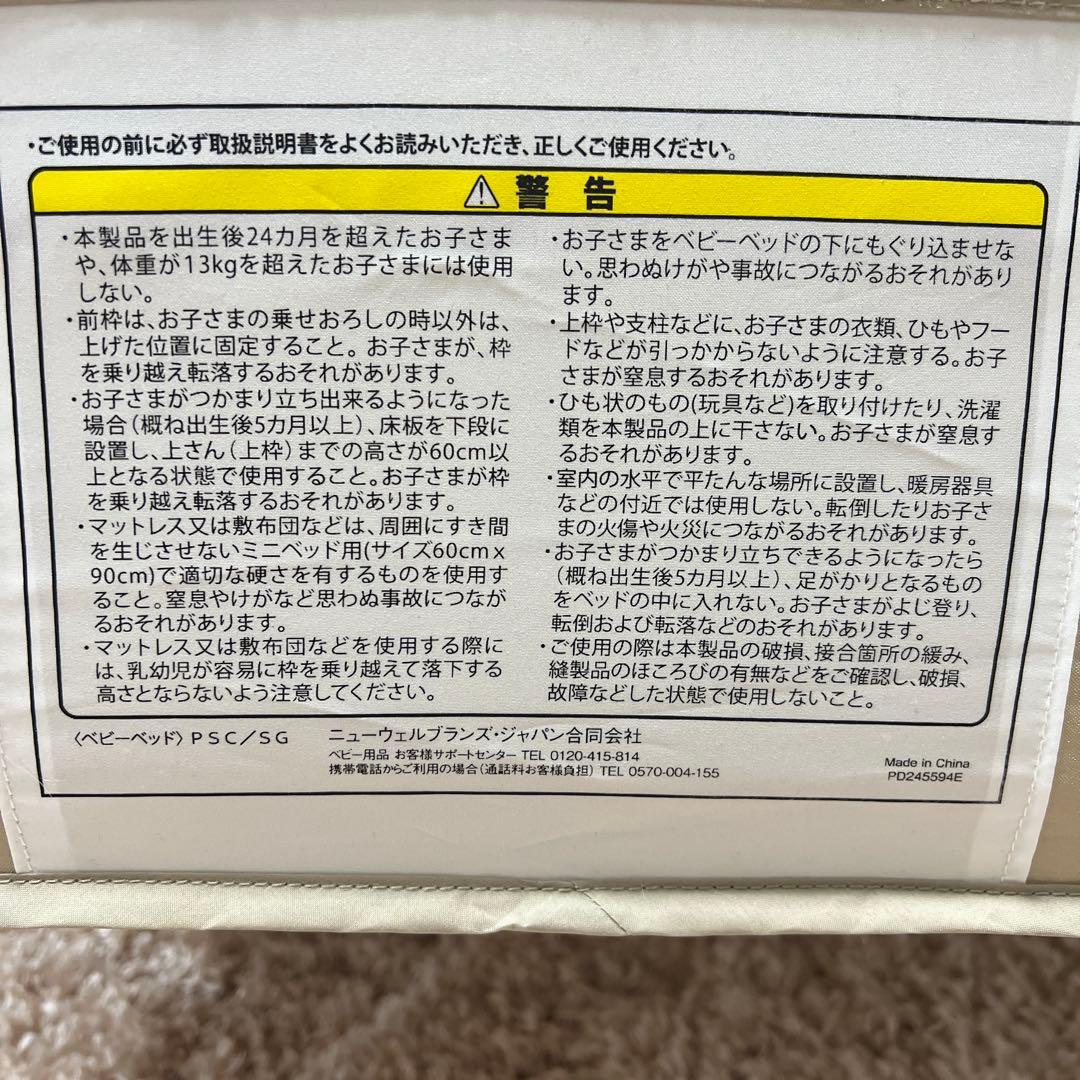 ・ご使用の前に必ず取扱説明書をよくお読みいただき、正しくご使用ください。
⚠警告
・本製品を出生後24カ月を超えたお子さま
や、体重が13kgを超えたお子さまには使用
しない。
・前枠は、お子さまの乗せおろしの時以外は、
上げた位置に固定すること。お子さまが、枠
を乗り越え転落するおそれがあります。
・お子さまがつかまり立ち出来るようになった
場合(概ね出生後5カ月以上)、床板を下段に
設置し、上さん(上枠)までの高さが60cm以
上となる状態で使用すること。お子さまが枠
を乗り越え転落するおそれがあります。
・マットレス又は敷布団などは、周囲にすき間
を生じさせないミニベッド用(サイズ60cm×
90cm)で適切な硬さを有するものを使用す
ること。窒息やけがなど思わぬ事故につなが
るおそれがあります。
・マットレス又は敷布団などを使用する際に
は、乳幼児が容易に枠を乗り越えて落下する
高さとならないよう注意してください。
・お子さまをベビーベッドの下にもぐり込ませな
い。思わぬけがや事故につながるおそれがあり
ます。
・上枠や支柱などに、お子さまの衣類、ひもやフー
ドなどが引っかからないように注意する。お子
さまが窒息するおそれがあります。
・ひも状のもの(玩具など)を取り付けたり、洗濯
類を本製品の上に干さない。お子さまが窒息す
るおそれがあります。
・室内の水平で平たんな場所に設置し、暖房器具
などの付近では使用しない。転倒したりお子さ
まの火傷や火災につながるおそれがあります。
・お子さまがつかまり立ちできるようになったら
(概ね出生後5カ月以上)、足がかりとなるもの
をベッドの中に入れない。お子さまがよじ登り、
転倒および転落などのおそれがあります。
・ご使用の際は本製品の破損、接合箇所の緩み、
縫製品のほころびの有無などをご確認し、破損、
故障などした状態で使用しないこと。
〈ベビーベッド〉PSC/SG
ニューウェルブランズ・ジャパン合同会社
ベビー用品 お客様サポートセンター TEL 0120-415-814
携帯電話からご利用の場合(通話料お客様負担) TEL 0570-004-155
Made in China
PD245594E